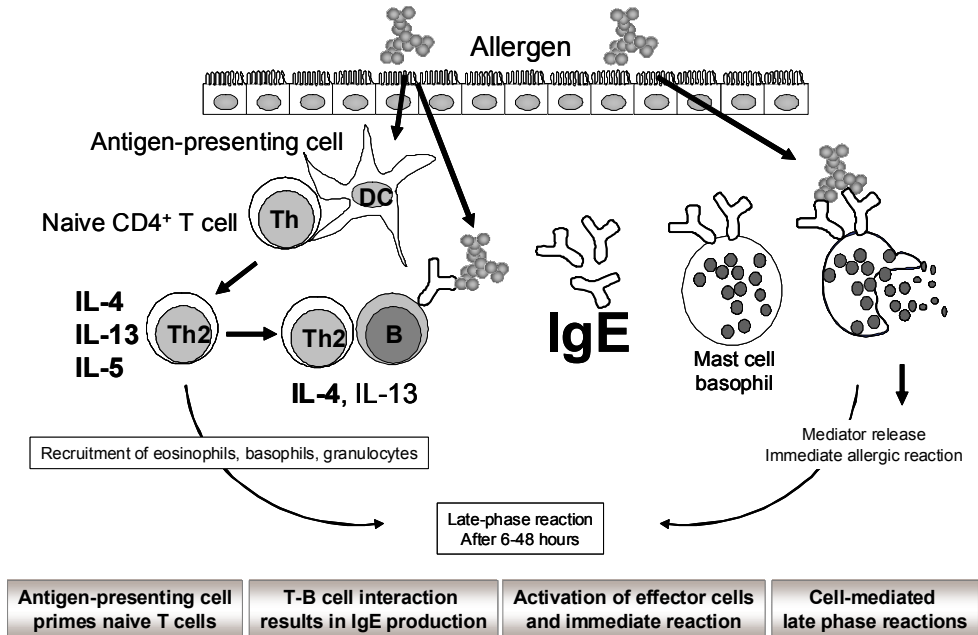 Allergen
Antigen-presenting cell
DC
Th
Naive CD4⁺ T cell
IL-4
IL-13
IL-5
Th2
Th2
B
IL-4, IL-13
IgE
Mast cell
basophil
Mediator release
Immediate allergic reaction
Recruitment of eosinophils, basophils, granulocytes
Late-phase reaction
After 6-48 hours
Antigen-presenting cell
primes naive T cells
T-B cell interaction
results in IgE production
Activation of effector cells
and immediate reaction
Cell-mediated
late phase reactions